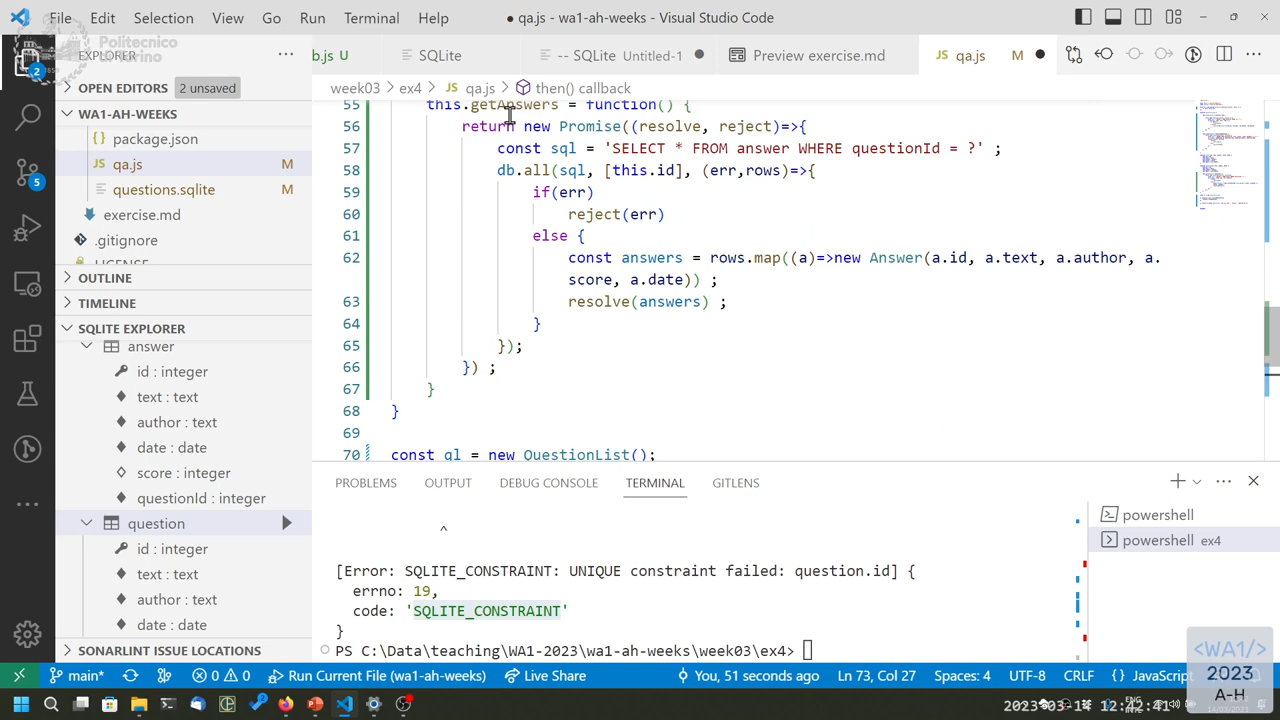 File Edit Selection View Go Run Terminal Help ● qa.js - wa1-ah-weeks - Visual Studio Code
Politecnico
EXPLORER
b.js U SQLite -- SQLite Untitled-1 Preview exercise.md qa.js M
OPEN EDITORS 2 unsaved
week03 > ex4 > qa.js > then() callback
WA1-AH-WEEKS
package.json
qa.js M
questions.sqlite M
exercise.md
.gitignore
LICENSE
OUTLINE
TIMELINE
SQLITE EXPLORER
answer
id : integer
text : text
author : text
date : date
score : integer
questionId : integer
question
id : integer
text : text
author : text
date : date
SONARLINT ISSUE LOCATIONS
2
5
55 this.getAnswers = function() {
56 return new Promise((resolve, reject)=>{
57 const sql = 'SELECT * FROM answer WHERE questionId = ?' ;
58 db.all(sql, [this.id], (err,rows)=>{
59 if(err)
60 reject(err)
61 else {
62 const answers = rows.map((a)=>new Answer(a.id, a.text, a.author, a.
score, a.date)) ;
63 resolve(answers) ;
64 }
65 });
66 }) ;
67 }
68 }
69
70 const ql = new QuestionList();
PROBLEMS OUTPUT DEBUG CONSOLE TERMINAL GITLENS
^
[Error: SQLITE_CONSTRAINT: UNIQUE constraint failed: question.id] {
errno: 19,
code: 'SQLITE_CONSTRAINT'
}
PS C:\Data\teaching\WA1-2023\wa1-ah-weeks\week03\ex4>
powershell
powershell ex4
<WA1/>
2023
A-H
main* 0 0 Run Current File (wa1-ah-weeks) Live Share You, 51 seconds ago Ln 73, Col 27 Spaces: 4 UTF-8 CRLF {} JavaScript